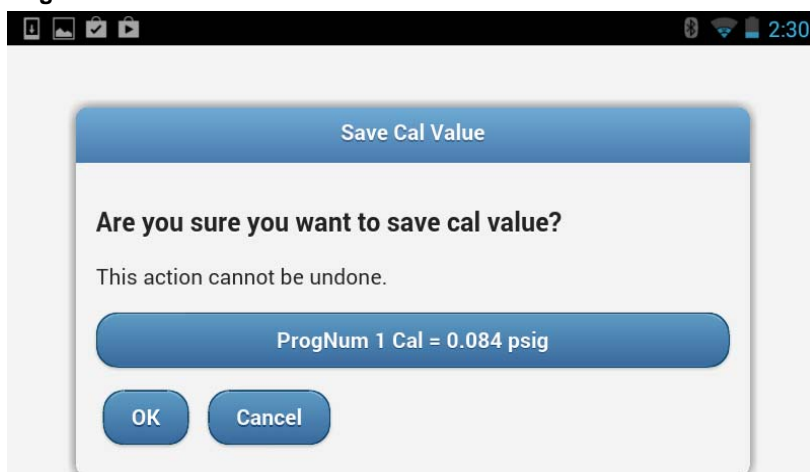 2:30
Save Cal Value
Are you sure you want to save cal value?
This action cannot be undone.
ProgNum 1 Cal = 0.084 psig
OK Cancel